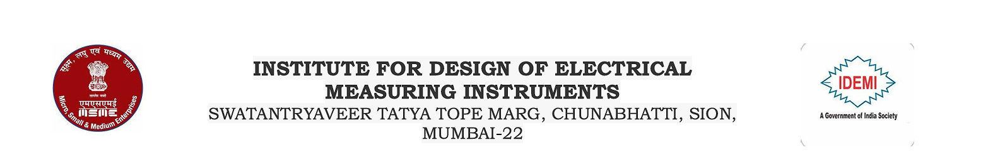 सूक्ष्म, लघु एवं मध्यम उद्यम
सत्यमेव जयते
एमएसएमई
MSME
Micro, Small & Medium Enterprises
INSTITUTE FOR DESIGN OF ELECTRICAL
MEASURING INSTRUMENTS
SWATANTRYAVEER TATYA TOPE MARG, CHUNABHATTI, SION,
MUMBAI-22
IDEMI
A Government of India Society